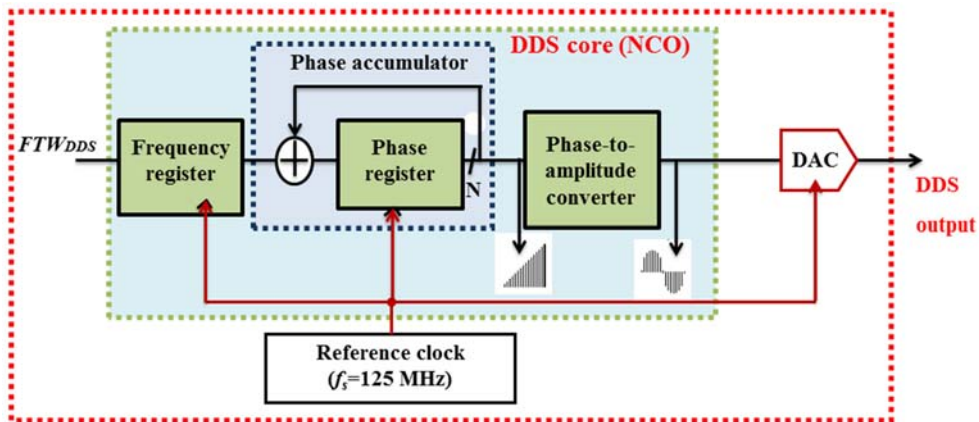 DDS core (NCO)
Phase accumulator
FTWDDS
Frequency
register
Phase
register
N
Phase-to-
amplitude
converter
DAC
DDS
output
Reference clock
(fs=125 MHz)